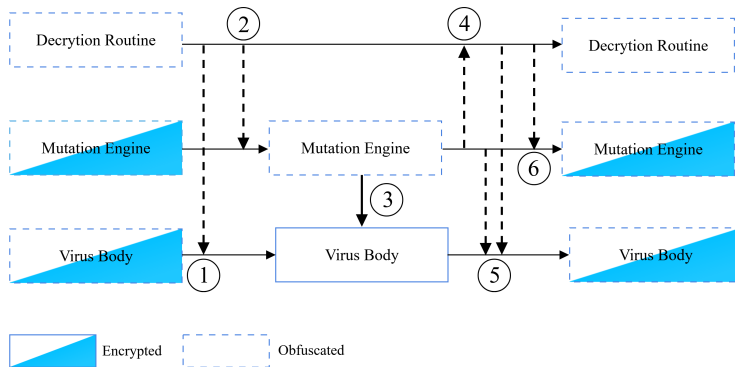 2
4
Decrytion Routine
Decrytion Routine
Mutation Engine
Mutation Engine
Mutation Engine
6
3
Virus Body
Virus Body
Virus Body
1
5
Encrypted
Obfuscated